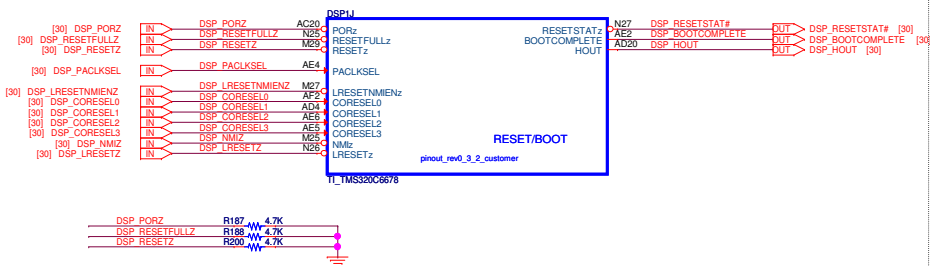 DSP1J
[30] DSP_PORZ IN DSP_PORZ AC20 PORz RESETSTATz N27 DSP_RESETSTAT# OUT DSP_RESETSTAT# [30]
[30] DSP_RESETFULLZ IN DSP_RESETFULLZ N25 RESETFULLz BOOTCOMPLETE AE2 DSP_BOOTCOMPLETE OUT DSP_BOOTCOMPLETE [30]
[30] DSP_RESETZ IN DSP_RESETZ M29 RESETz HOUT AD20 DSP_HOUT OUT DSP_HOUT [30]
[30] DSP_PACLKSEL IN DSP_PACLKSEL AE4 PACLKSEL
[30] DSP_LRESETNMIENZ IN DSP_LRESETNMIENZ M27 LRESETNMIENz
[30] DSP_CORESEL0 IN DSP_CORESEL0 AF2 CORESEL0
[30] DSP_CORESEL1 IN DSP_CORESEL1 AD4 CORESEL1
[30] DSP_CORESEL2 IN DSP_CORESEL2 AE6 CORESEL2
[30] DSP_CORESEL3 IN DSP_CORESEL3 AE5 CORESEL3
[30] DSP_NMIZ IN DSP_NMIZ M25 NMIz
[30] DSP_LRESETZ IN DSP_LRESETZ N26 LRESETz
RESET/BOOT
pinout_rev0_3_2_customer
TI_TMS320C6678
DSP_PORZ R187 4.7K
DSP_RESETFULLZ R188 4.7K
DSP_RESETZ R200 4.7K